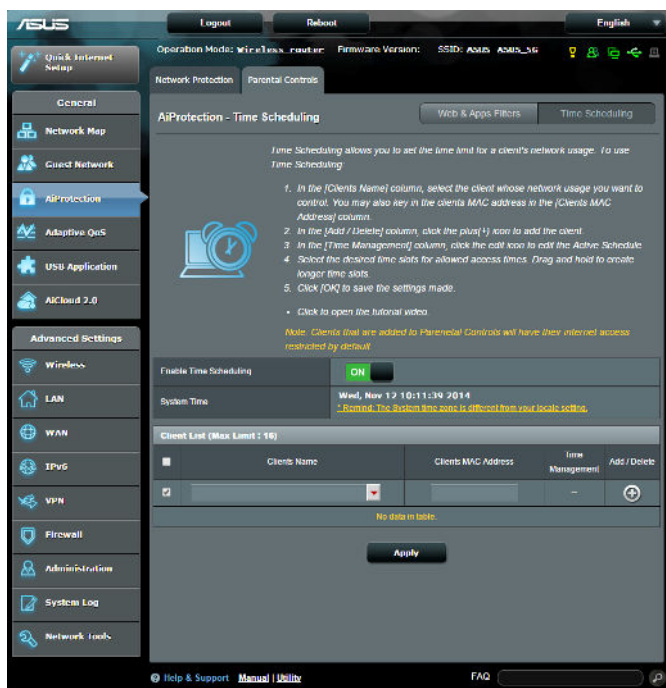 ASUS
Logout
Reboot
English
Quick Internet
Setup
Operation Mode: Wireless router Firmware Version: SSID: ASUS ASUS_5G
Network Protection
Parental Controls
General
Network Map
Guest Network
AiProtection
Adaptive QoS
USB Application
AiCloud 2.0
Advanced Settings
Wireless
LAN
WAN
IPv6
VPN
Firewall
Administration
System Log
Network Tools
AiProtection - Time Scheduling
Web & Apps Filters
Time Scheduling
Time Scheduling allows you to set the time limit for a client's network usage. To use
Time Scheduling:
1. In the [Clients Name] column, select the client whose network usage you want to
control. You may also key in the clients MAC address in the [Clients MAC
Address] column.
2. In the [Add / Delete] column, click the plus(+) icon to add the client.
3. In the [Time Management] column, click the edit icon to edit the Active Schedule
4. Select the desired time slots for allowed access times. Drag and hold to create
longer time slots.
5. Click [OK] to save the settings made.
• Click to open the tutorial video.
Note: Clients that are added to Parenetal Controls will have their internet access
restricted by default
Enable Time Scheduling
ON
System Time
Wed, Nov 12 10:11:39 2014
* Remind: The System time zone is different from your locale setting.
Client List (Max Limit : 16)
Clients Name
Clients MAC Address
Time
Management
Add / Delete
–
No data in table.
Apply
Help & Support Manual | Utility
FAQ